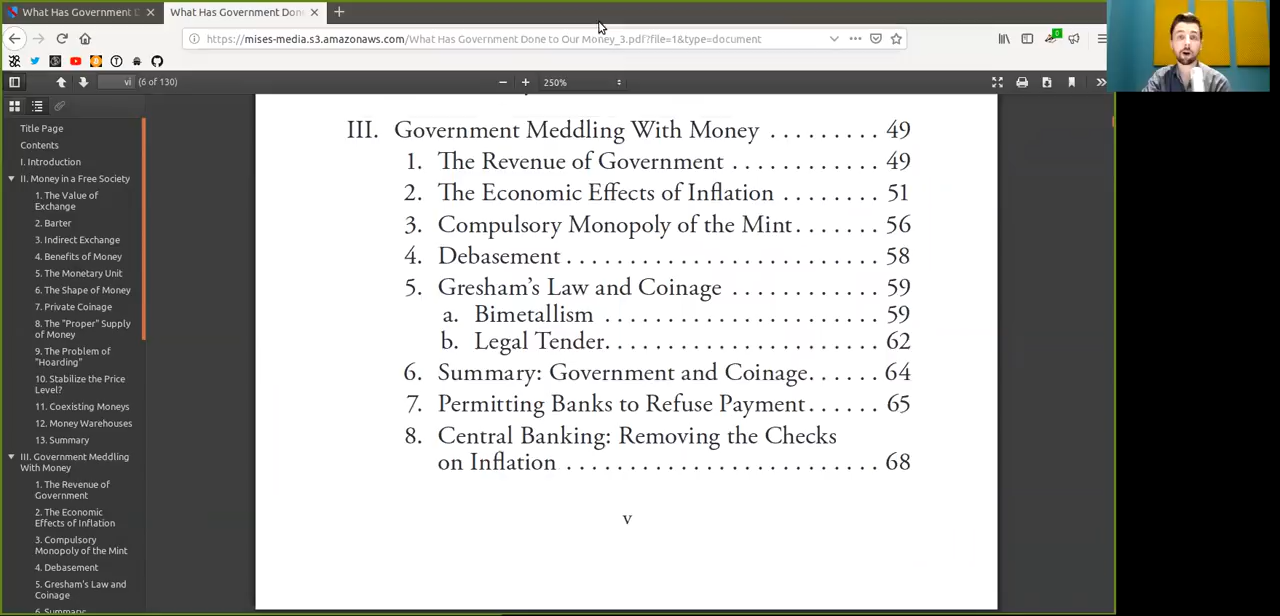 What Has Government D
What Has Government Don
https://mises-media.s3.amazonaws.com/What Has Government Done to Our Money_3.pdf?file=1&type=document
0
vi (6 of 130)
250%
Title Page
Contents
I. Introduction
II. Money in a Free Society
1. The Value of
Exchange
2. Barter
3. Indirect Exchange
4. Benefits of Money
5. The Monetary Unit
6. The Shape of Money
7. Private Coinage
8. The "Proper" Supply
of Money
9. The Problem of
"Hoarding"
10. Stabilize the Price
Level?
11. Coexisting Moneys
12. Money Warehouses
13. Summary
III. Government Meddling
With Money
1. The Revenue of
Government
2. The Economic
Effects of Inflation
3. Compulsory
Monopoly of the Mint
4. Debasement
5. Gresham's Law and
Coinage
6. Summary:
III. Government Meddling With Money . . . . . . . . . 49
1. The Revenue of Government . . . . . . . . . . . . 49
2. The Economic Effects of Inflation . . . . . . . . 51
3. Compulsory Monopoly of the Mint. . . . . . . 56
4. Debasement . . . . . . . . . . . . . . . . . . . . . . . . . 58
5. Gresham’s Law and Coinage . . . . . . . . . . . . 59
a. Bimetallism . . . . . . . . . . . . . . . . . . . . . . 59
b. Legal Tender. . . . . . . . . . . . . . . . . . . . . . 62
6. Summary: Government and Coinage. . . . . . 64
7. Permitting Banks to Refuse Payment . . . . . . 65
8. Central Banking: Removing the Checks
on Inflation . . . . . . . . . . . . . . . . . . . . . . . . . 68
v